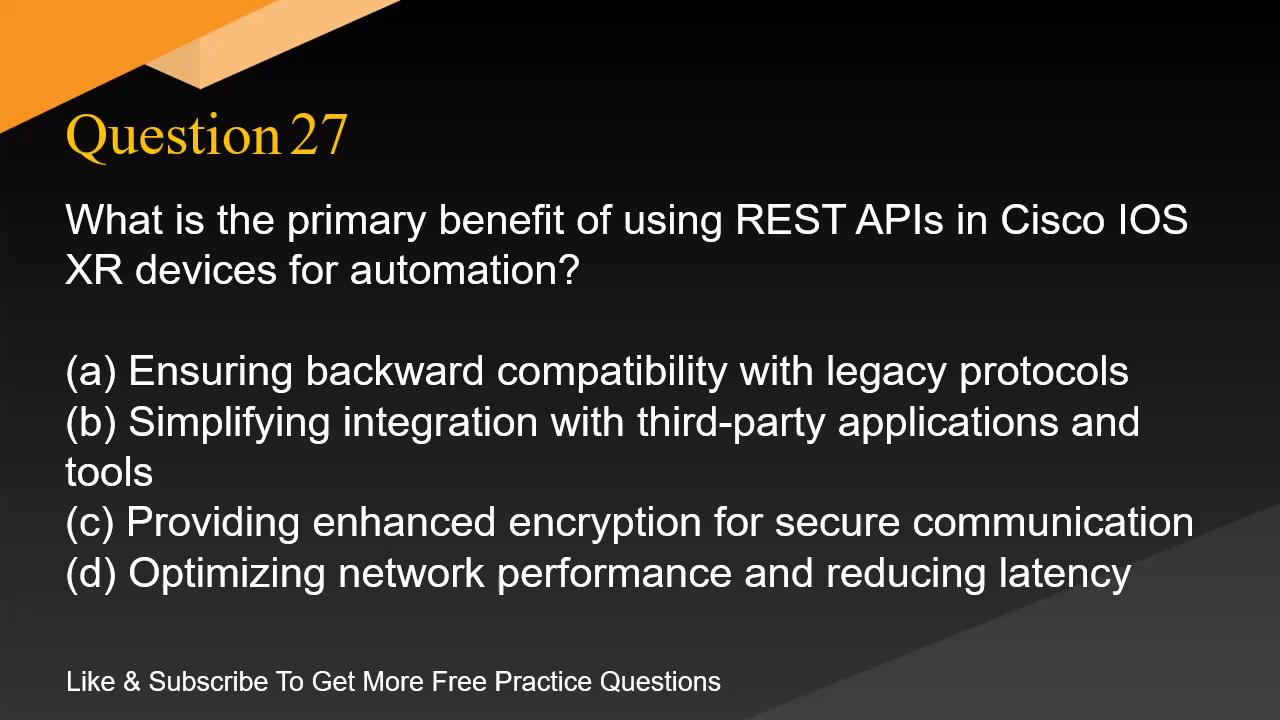 Question 27
What is the primary benefit of using REST APIs in Cisco IOS
XR devices for automation?
(a) Ensuring backward compatibility with legacy protocols
(b) Simplifying integration with third-party applications and
tools
(c) Providing enhanced encryption for secure communication
(d) Optimizing network performance and reducing latency
Like & Subscribe To Get More Free Practice Questions